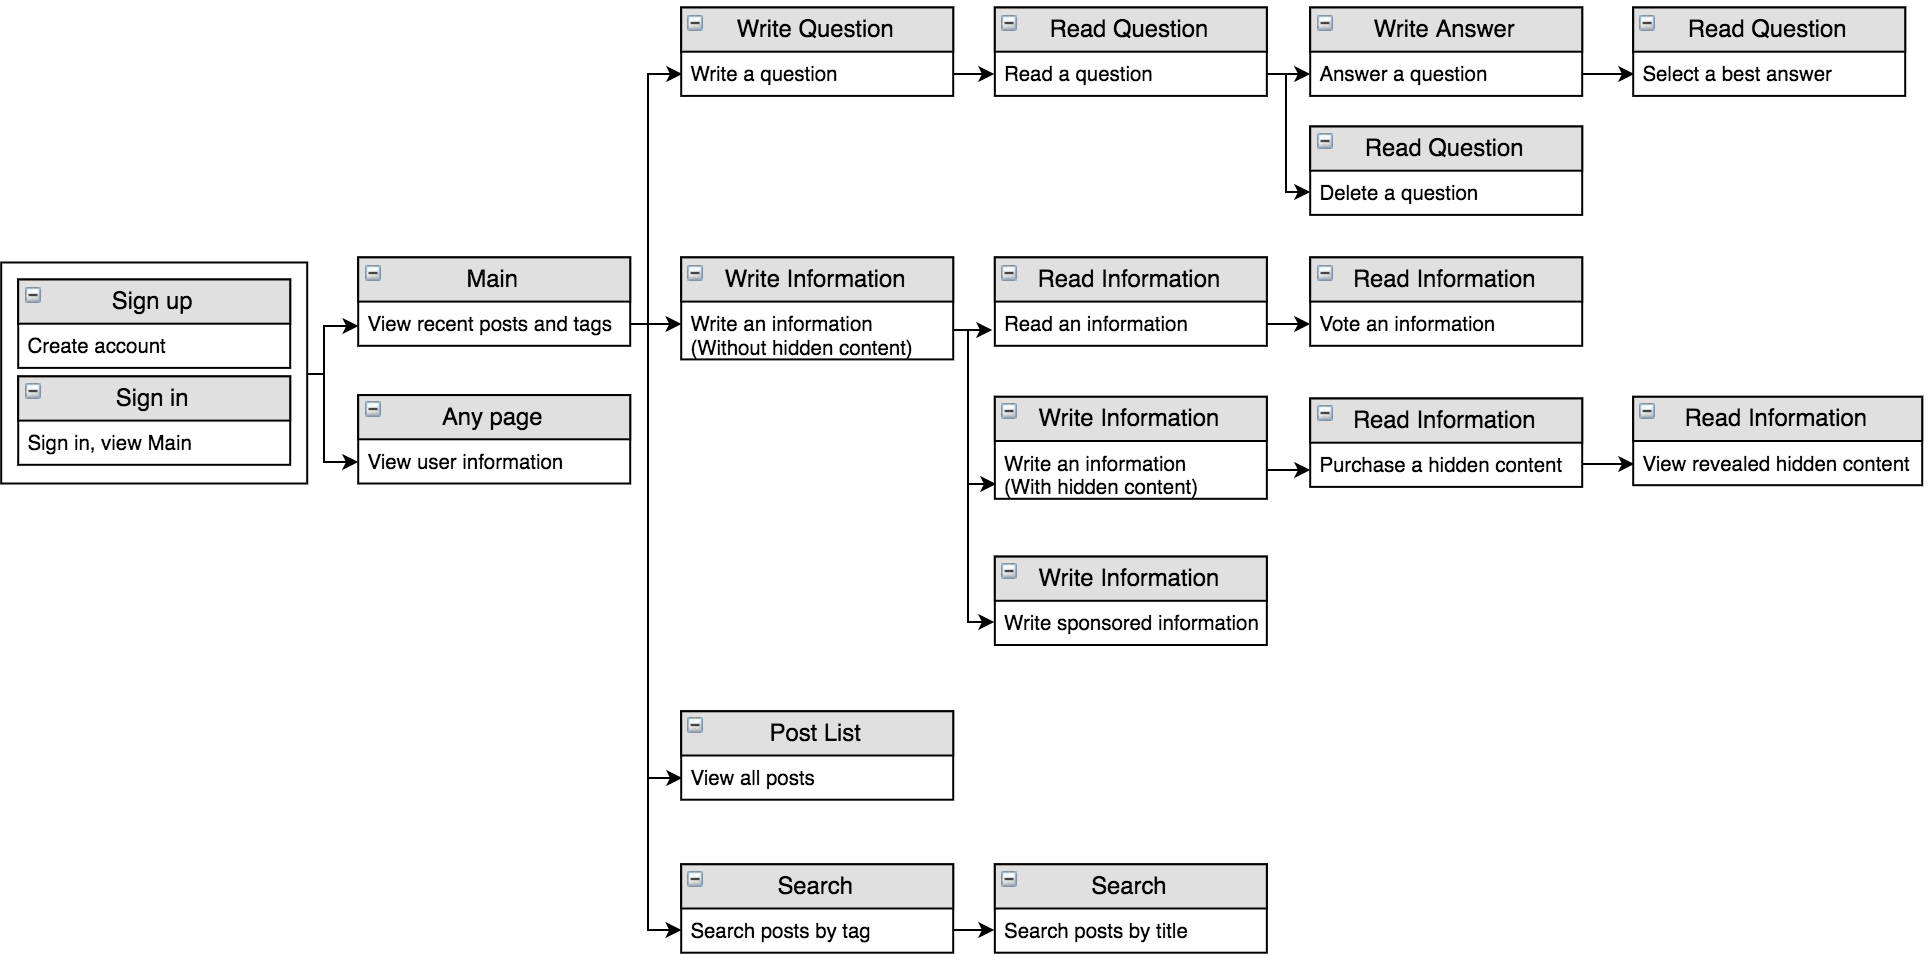 Write Question
Write a question
Read Question
Read a question
Write Answer
Answer a question
Read Question
Select a best answer
Read Question
Delete a question
Sign up
Create account
Sign in
Sign in, view Main
Main
View recent posts and tags
Any page
View user information
Write Information
Write an information
(Without hidden content)
Read Information
Read an information
Read Information
Vote an information
Write Information
Write an information
(With hidden content)
Read Information
Purchase a hidden content
Read Information
View revealed hidden content
Write Information
Write sponsored information
Post List
View all posts
Search
Search posts by tag
Search
Search posts by title